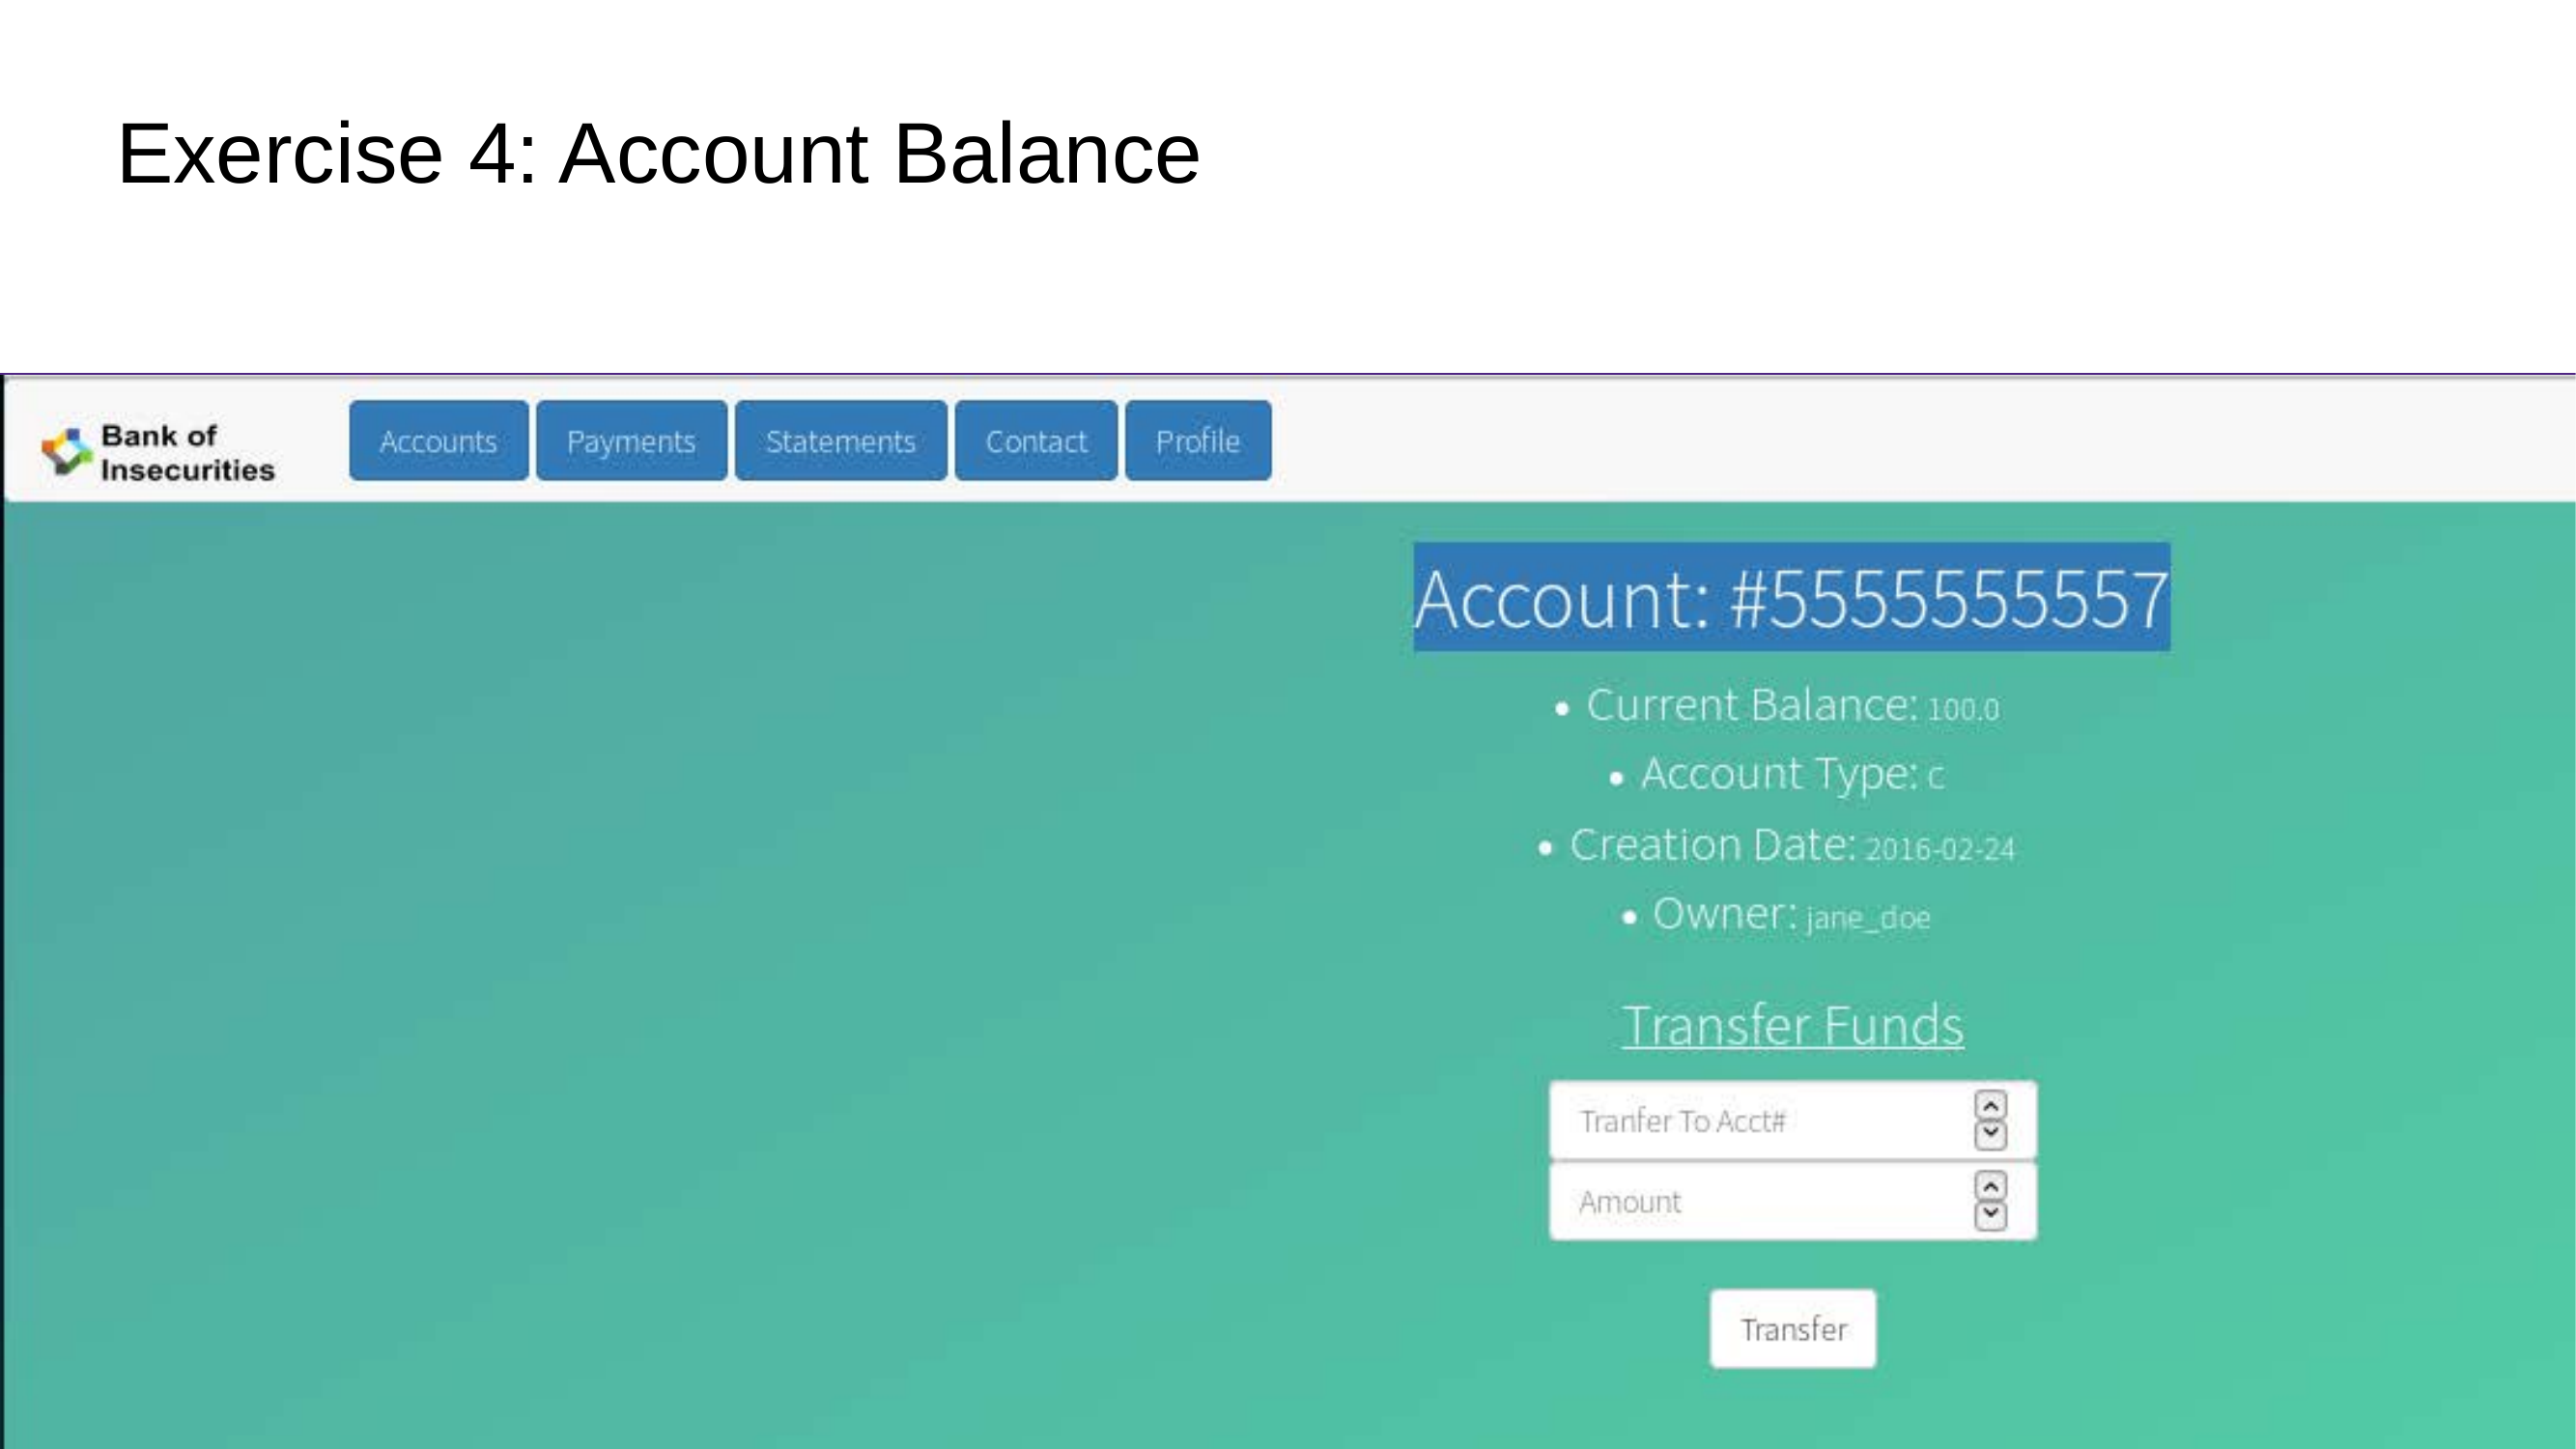 Exercise 4: Account Balance
Bank of
Insecurities
Accounts Payments Statements Contact Profile
Account: #5555555557
• Current Balance: 100.0
• Account Type: C
• Creation Date: 2016-02-24
• Owner: jane_doe
Transfer Funds
Tranfer To Acct#
Amount
Transfer